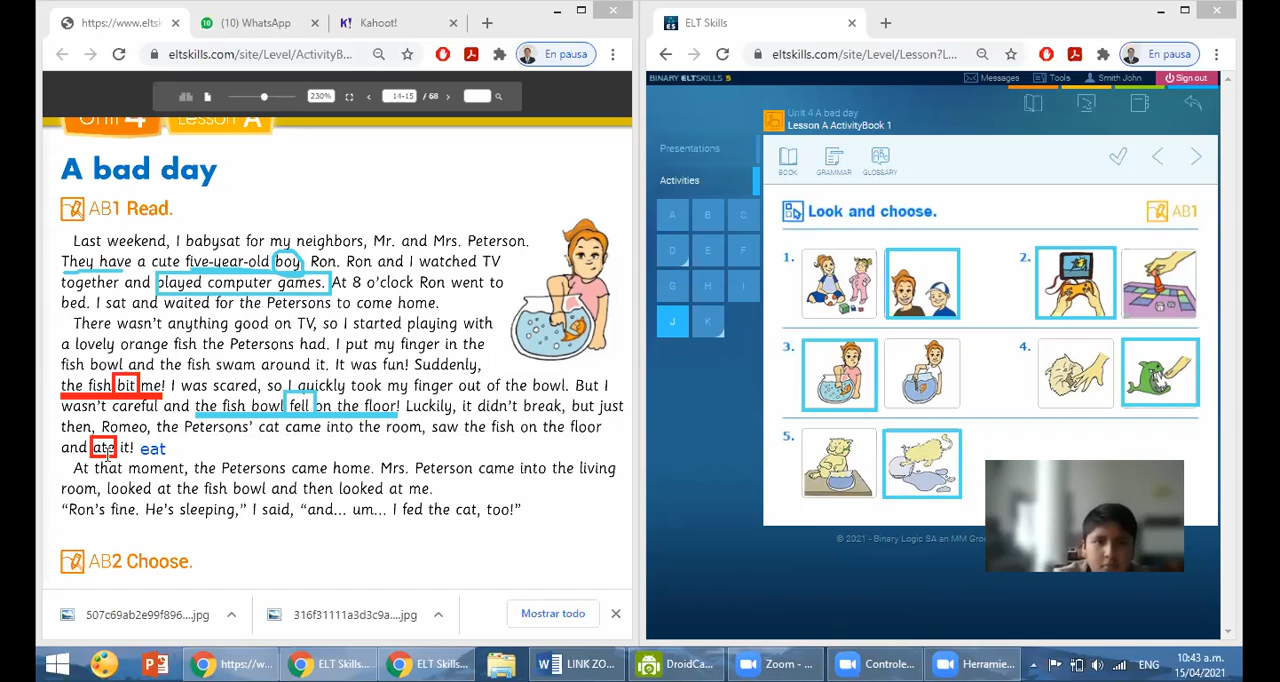 https://www.eltsk
(10) WhatsApp
Kahoot!
eltskills.com/site/Level/ActivityB...
En pausa
230%
14-15 / 68
Unit 4 Lesson A
A bad day
AB1 Read.
Last weekend, I babysat for my neighbors, Mr. and Mrs. Peterson.
They have a cute five-year-old boy, Ron. Ron and I watched TV
together and played computer games. At 8 o'clock Ron went to
bed. I sat and waited for the Petersons to come home.
There wasn't anything good on TV, so I started playing with
a lovely orange fish the Petersons had. I put my finger in the
fish bowl and the fish swam around it. It was fun! Suddenly,
the fish bit me! I was scared, so I quickly took my finger out of the bowl. But I
wasn't careful and the fish bowl fell on the floor! Luckily, it didn't break, but just
then, Romeo, the Petersons' cat came into the room, saw the fish on the floor
and ate it! eat
At that moment, the Petersons came home. Mrs. Peterson came into the living
room, looked at the fish bowl and then looked at me.
"Ron's fine. He's sleeping," I said, "and... um... I fed the cat, too!"
AB2 Choose.
507c69ab2e99f896....jpg
316f31111a3d3c9a....jpg
Mostrar todo
ELT Skills
eltskills.com/site/Level/Lesson?L...
En pausa
BINARY ELTSKILLS 5
Messages
Tools
Smith John
Sign out
Unit 4 A bad day
Lesson A ActivityBook 1
Presentations
Activities
A B C
D E F
G H I
J K
BOOK
GRAMMAR
GLOSSARY
Look and choose.
AB1
1.
2.
3.
4.
5.
© 2021 - Binary Logic SA an MM Gro
https://w...
ELT Skills...
ELT Skills...
LINK ZO...
DroidCa...
Zoom - ...
Controle...
Herramie...
ENG
10:43 a.m.
15/04/2021